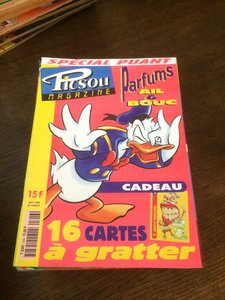 SPÉCIAL PUANT
PICSOU
MAGAZINE
Parfums
AIL &
BOUC
15F
CADEAU
16 CARTES
à gratter